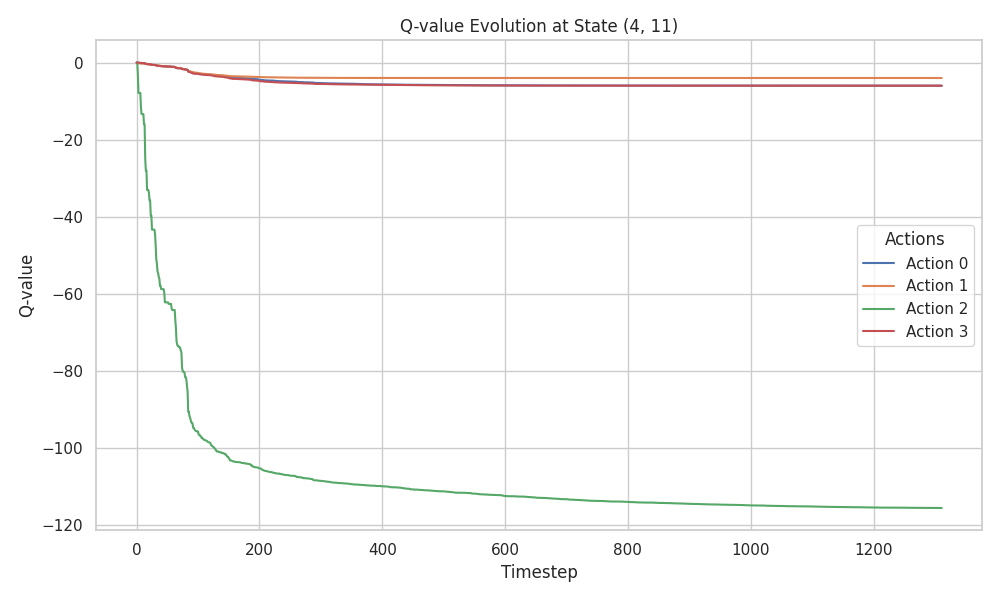 Q-value Evolution at State (4, 11)
Q-value
0
−20
−40
−60
−80
−100
−120
Actions
Action 0
Action 1
Action 2
Action 3
0
200
400
600
800
1000
1200
Timestep